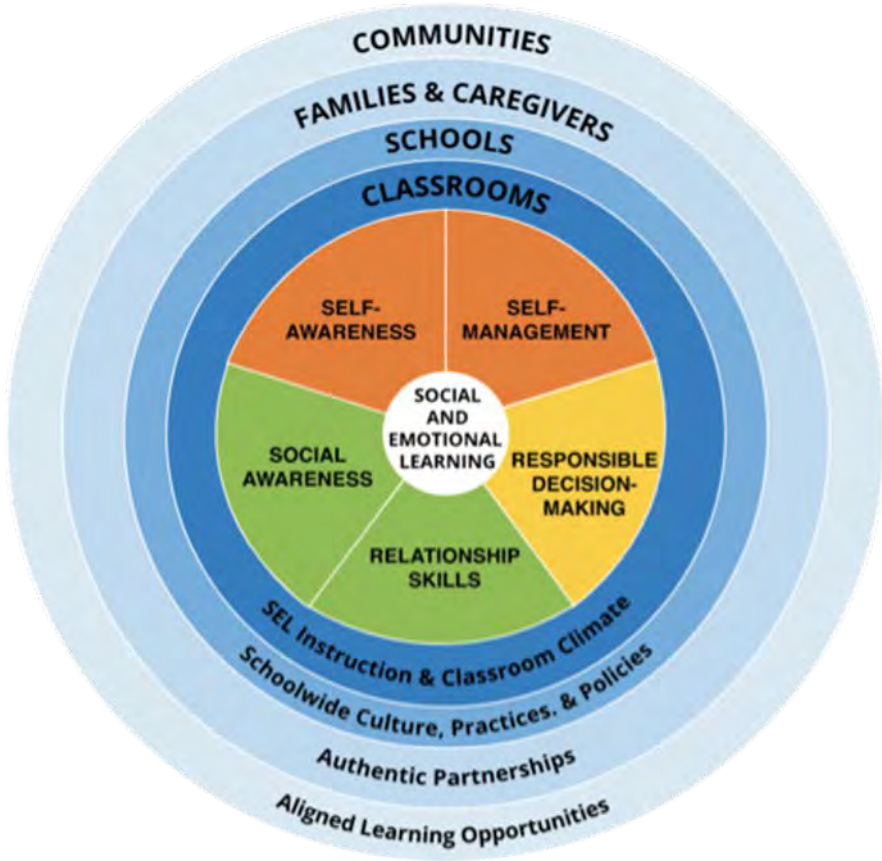 COMMUNITIES
FAMILIES & CAREGIVERS
SCHOOLS
CLASSROOMS
SELF-
AWARENESS
SELF-
MANAGEMENT
SOCIAL
AND
EMOTIONAL
LEARNING
SOCIAL
AWARENESS
RESPONSIBLE
DECISION-
MAKING
RELATIONSHIP
SKILLS
SEL Instruction & Classroom Climate
Schoolwide Culture, Practices. & Policies
Authentic Partnerships
Aligned Learning Opportunities